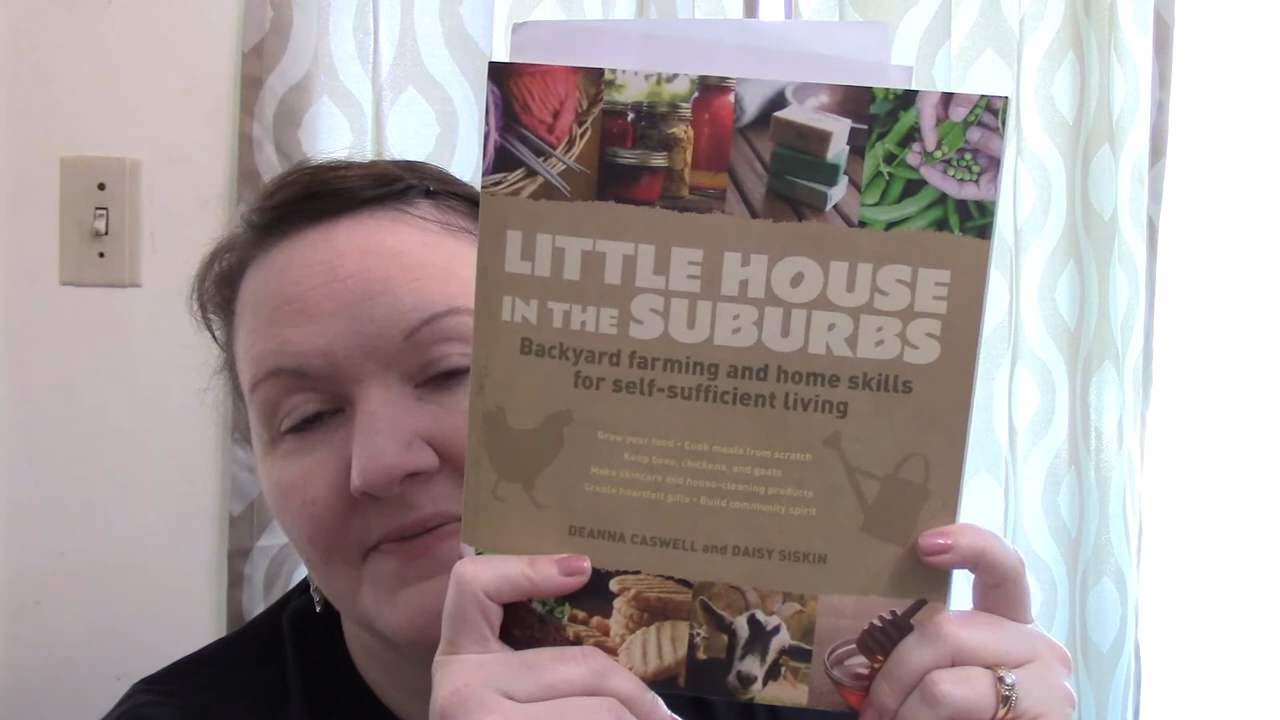 LITTLE HOUSE
IN THE SUBURBS
Backyard farming and home skills
for self-sufficient living
Grow your food • Cook meals from scratch
Keep bees, chickens, and goats
Make skincare and house-cleaning products
Create heartfelt gifts • Build community spirit
DEANNA CASWELL and DAISY SISKIN